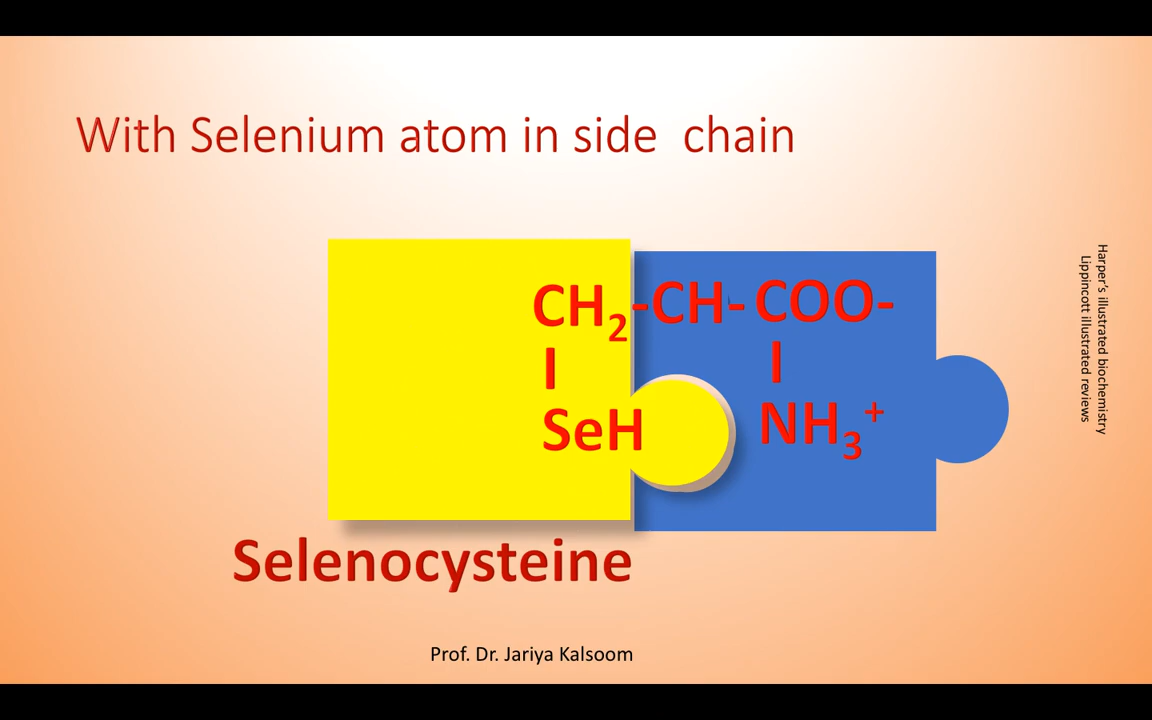 With Selenium atom in side chain
CH₂-CH-COO-
I I
SeH NH₃⁺
Selenocysteine
Prof. Dr. Jariya Kalsoom
Harper's illustrated biochemistry
Lippincott illustrated reviews